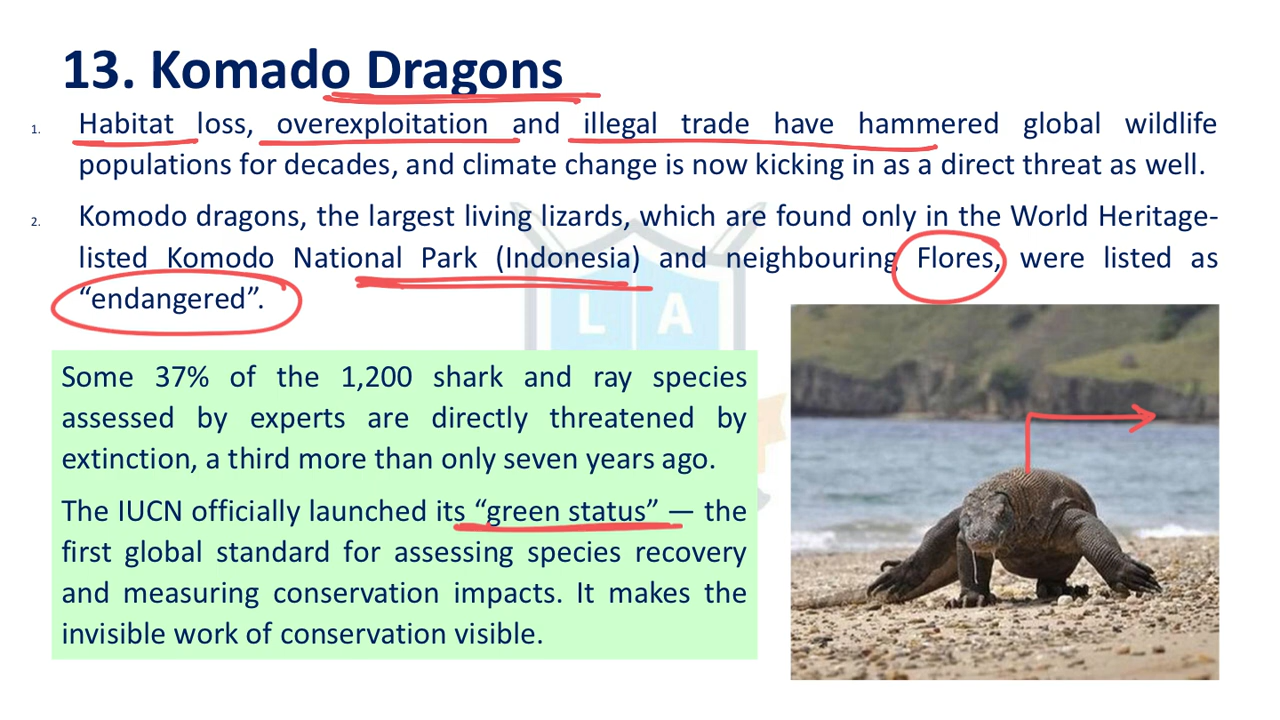 13. Komado Dragons
1. Habitat loss, overexploitation and illegal trade have hammered global wildlife
populations for decades, and climate change is now kicking in as a direct threat as well.
2. Komodo dragons, the largest living lizards, which are found only in the World Heritage-
listed Komodo National Park (Indonesia) and neighbouring Flores, were listed as
“endangered”.
L A
Some 37% of the 1,200 shark and ray species
assessed by experts are directly threatened by
extinction, a third more than only seven years ago.
The IUCN officially launched its “green status” — the
first global standard for assessing species recovery
and measuring conservation impacts. It makes the
invisible work of conservation visible.